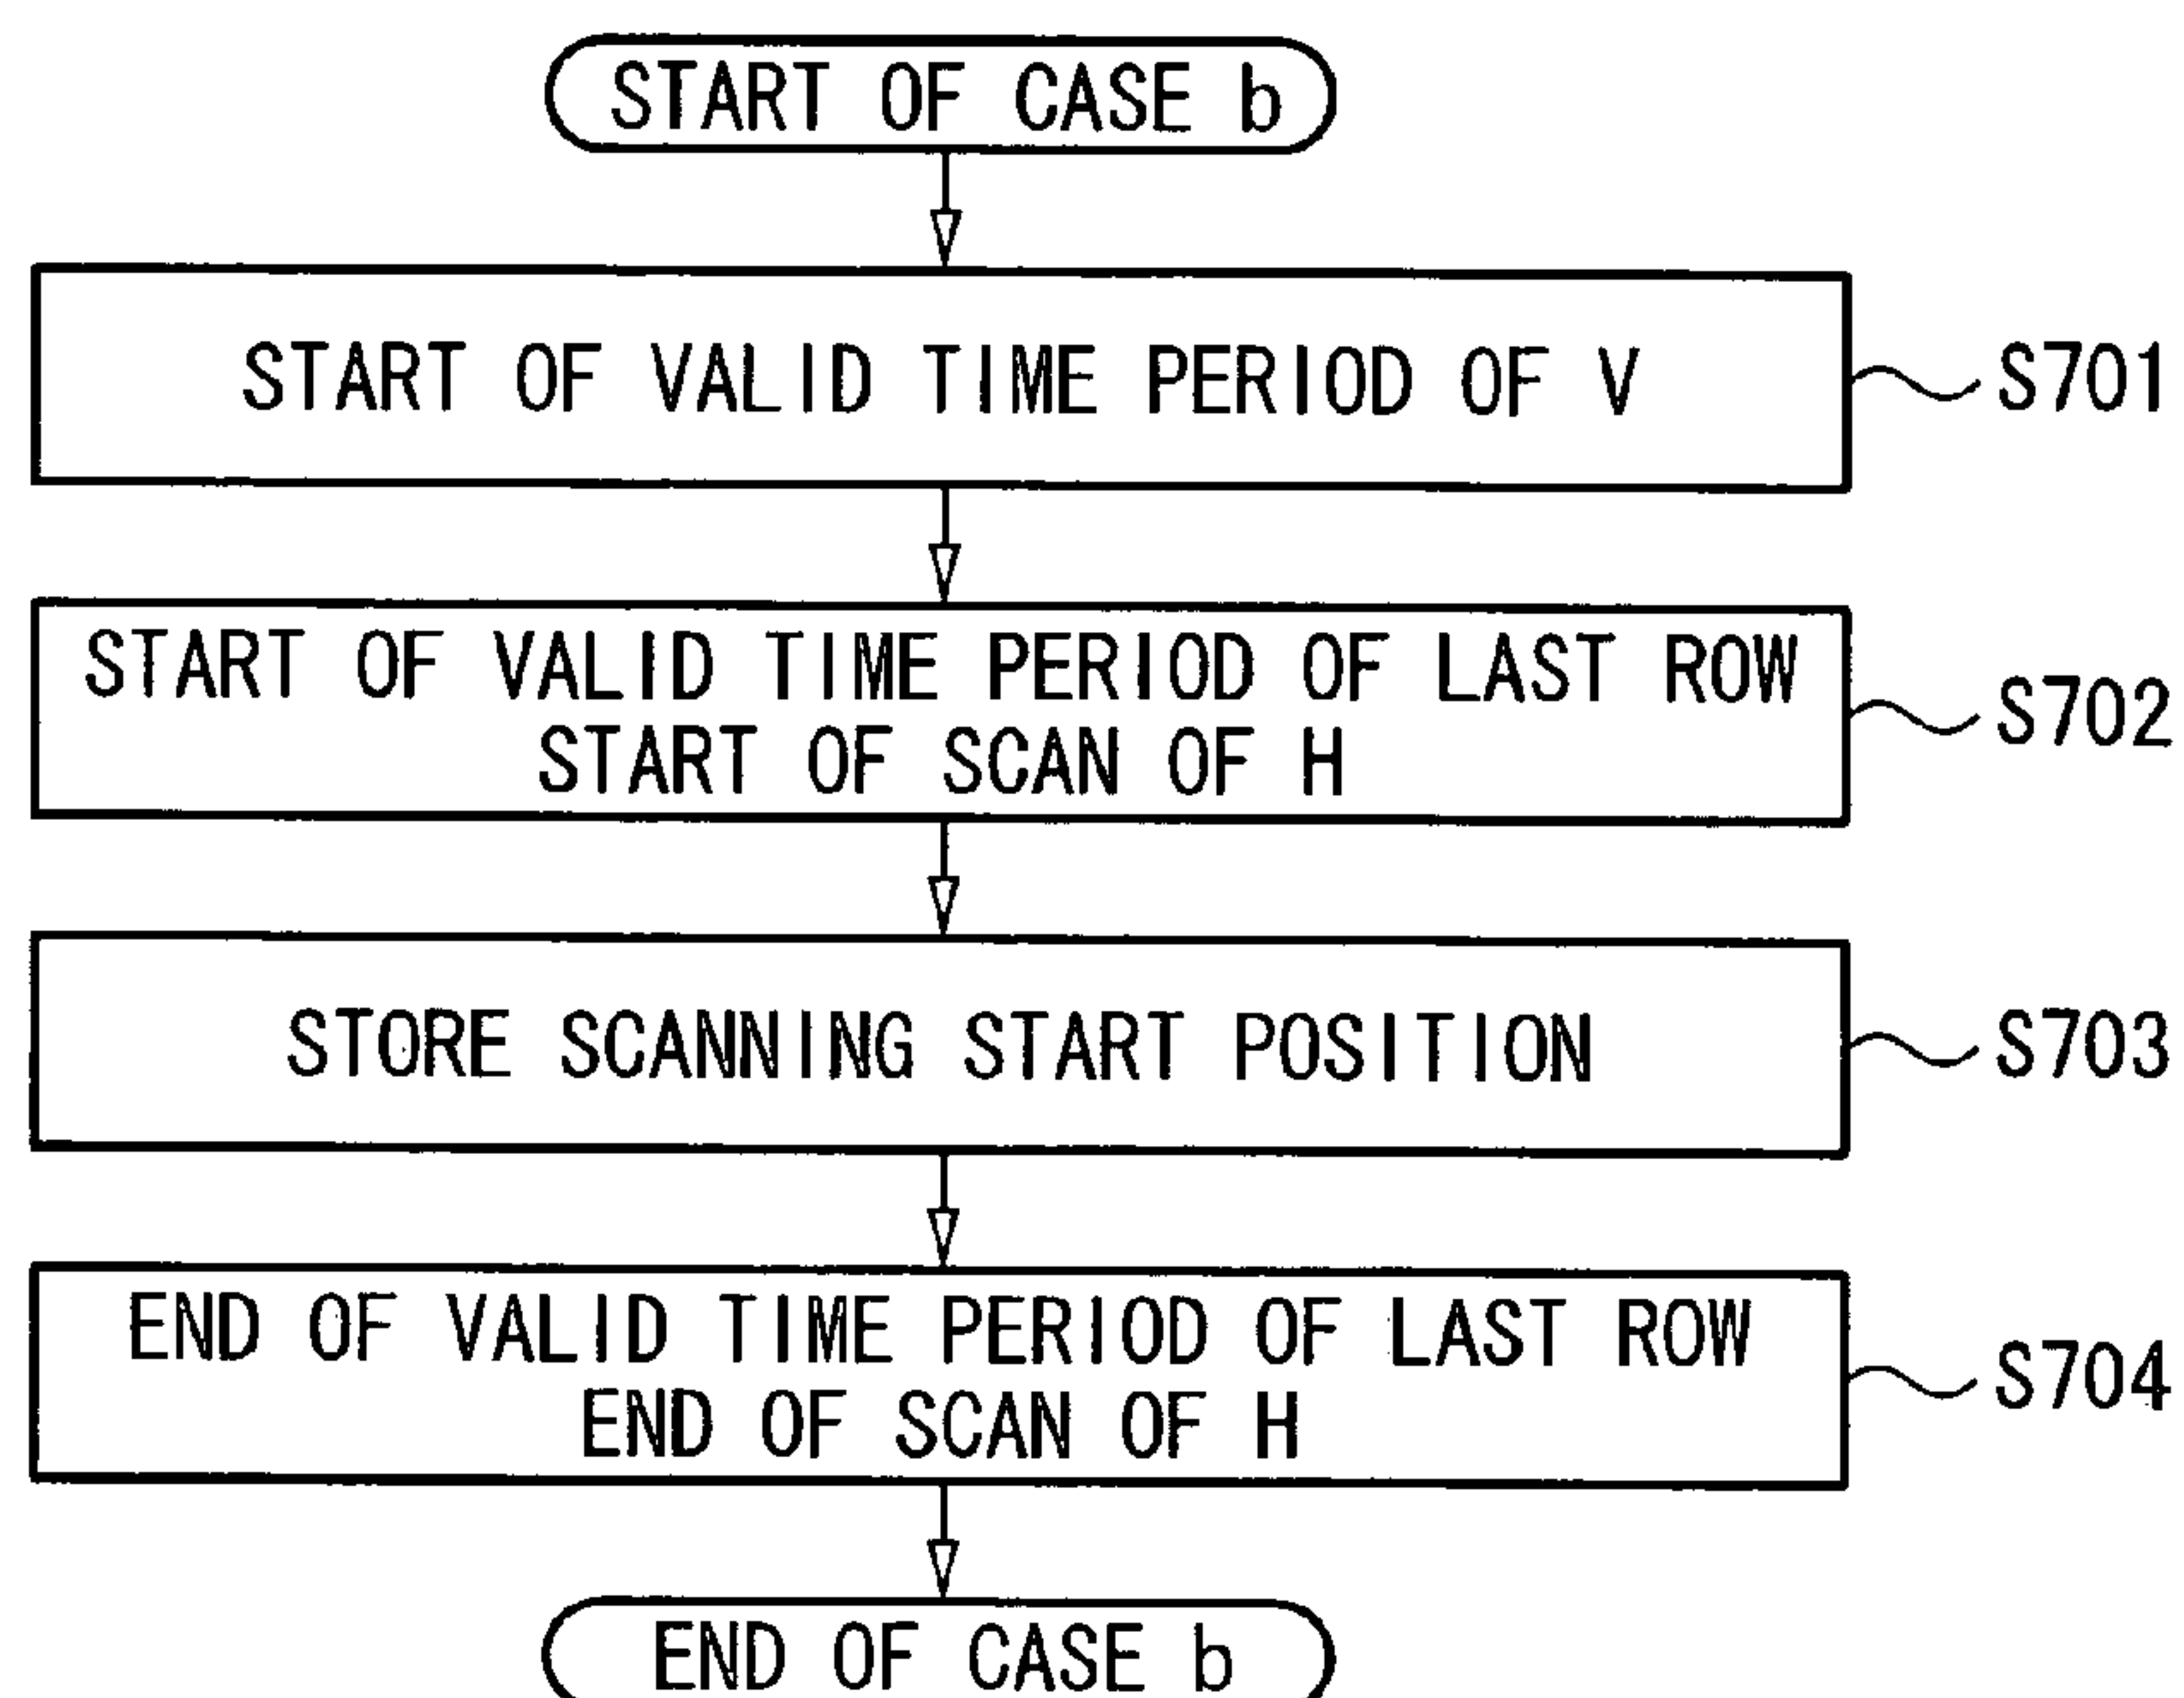 START OF CASE b
START OF VALID TIME PERIOD OF V
S701
START OF VALID TIME PERIOD OF LAST ROW
START OF SCAN OF H
S702
STORE SCANNING START POSITION
S703
END OF VALID TIME PERIOD OF LAST ROW
END OF SCAN OF H
S704
END OF CASE b